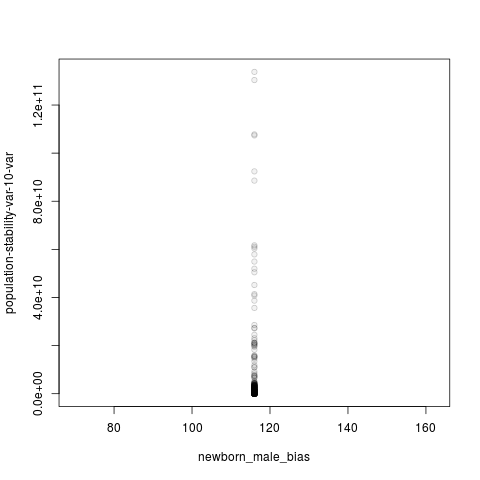 population-stability-var-10-var
1.2e+11
8.0e+10
4.0e+10
0.0e+00
80 100 120 140 160
newborn_male_bias